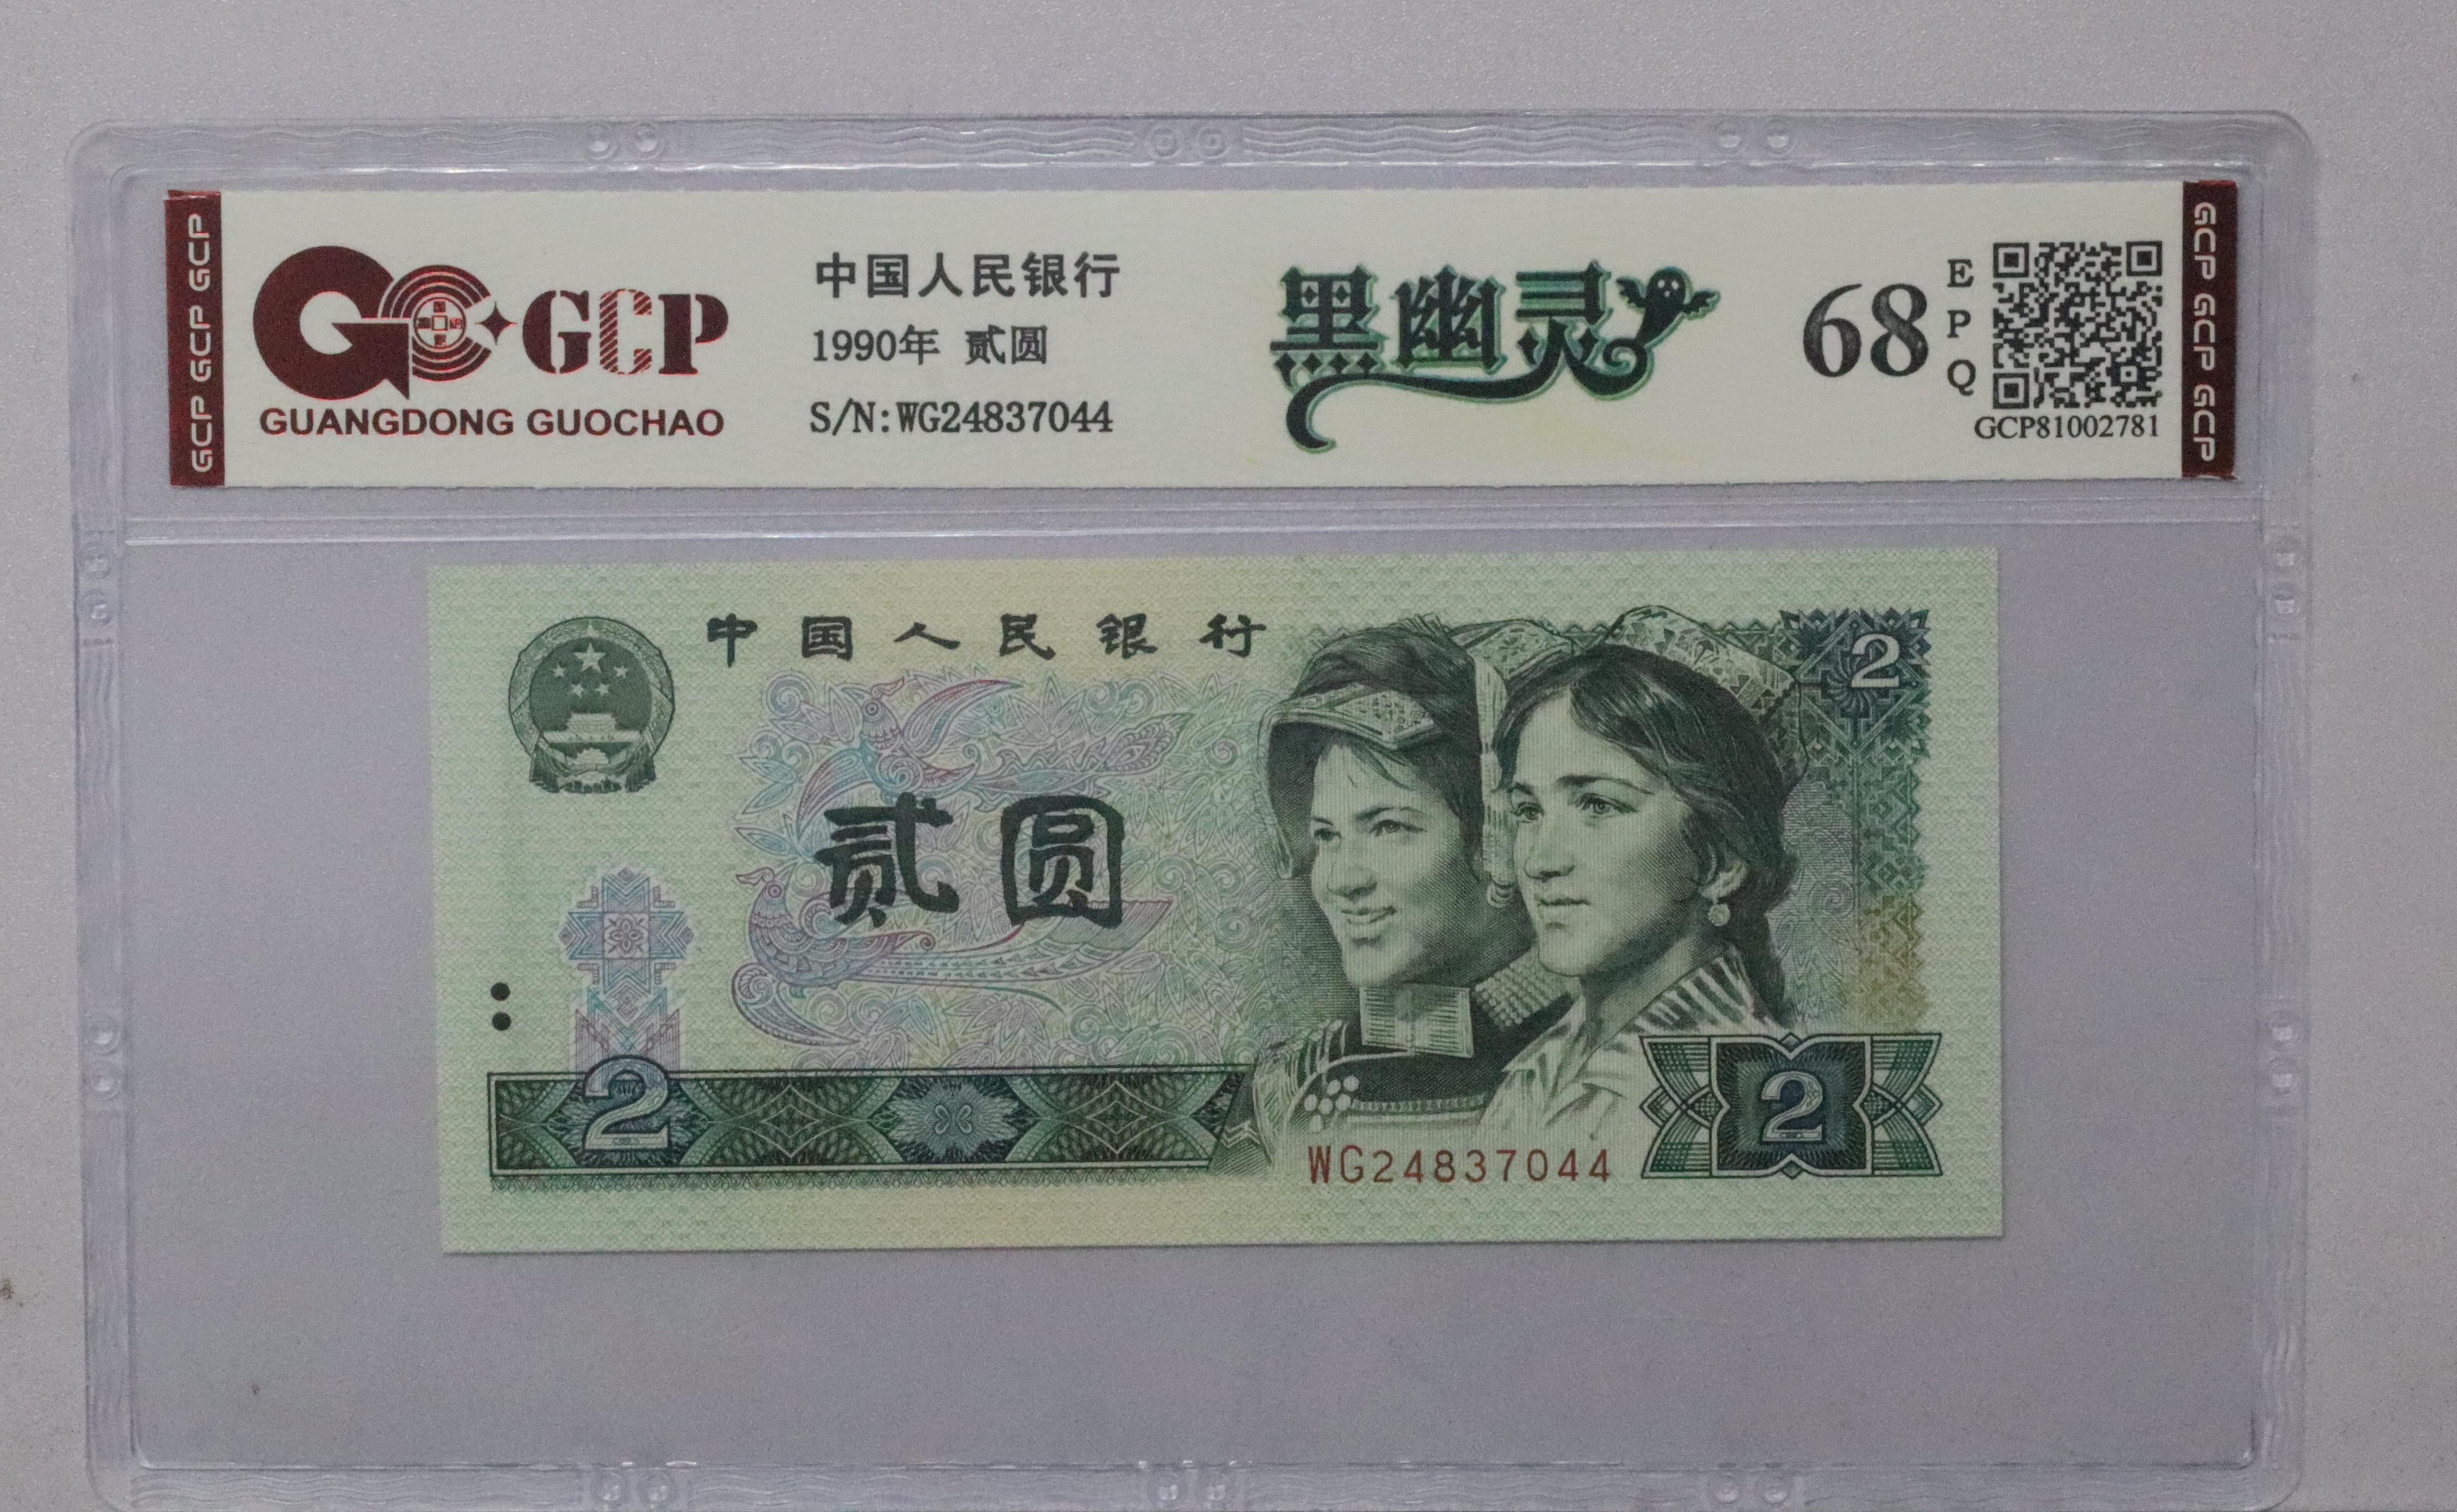 GCP GCP GCP
GCP
GUANGDONG GUOCHAO
中国人民银行
1990年 贰圆
S/N:WG24837044
黑幽灵
68
EPQ
GCP81002781
GCP GCP GCP
中国人民银行
2
贰圆
2
WG24837044
2